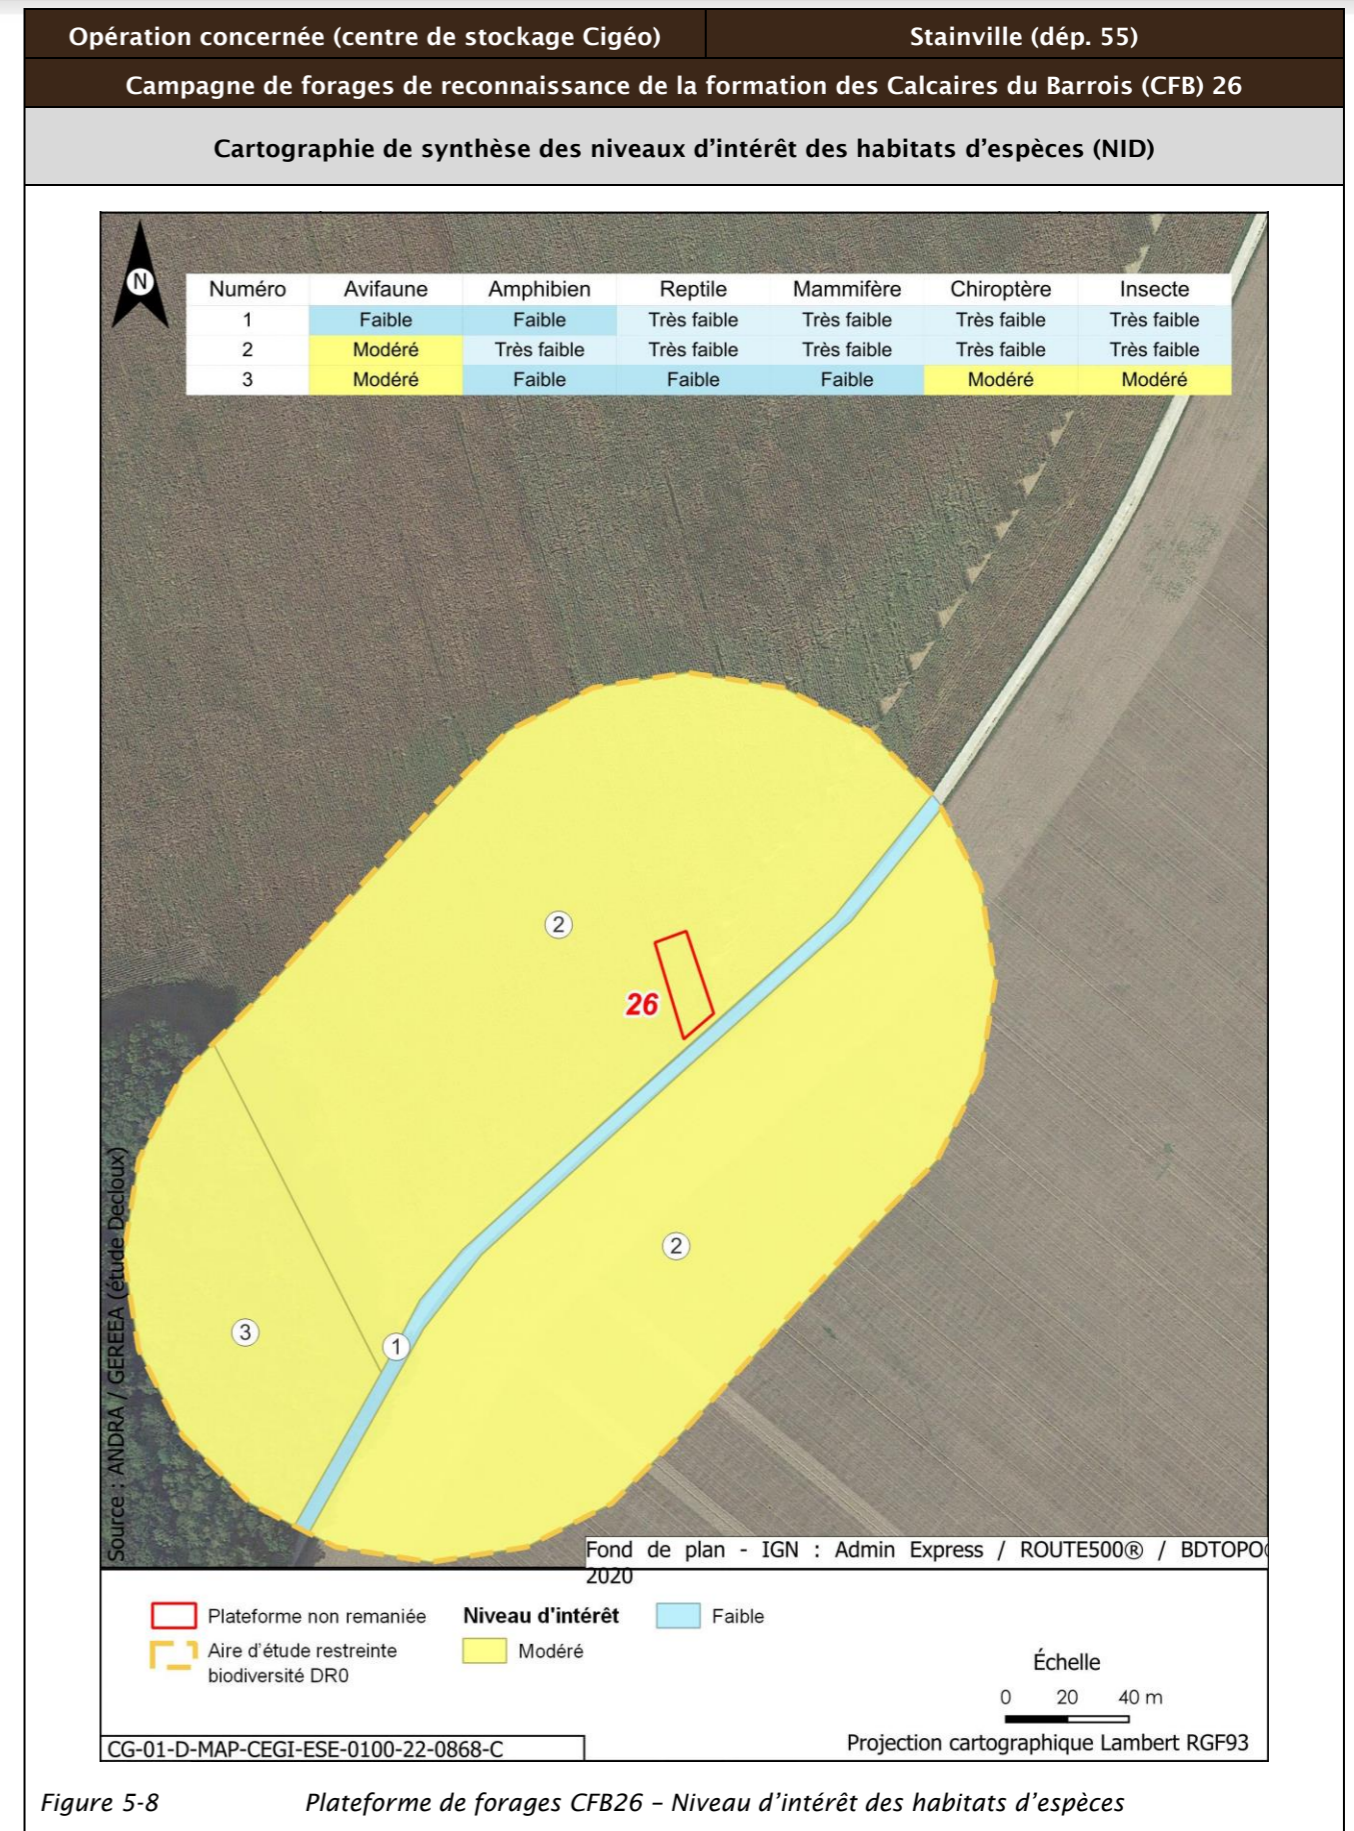 Opération concernée (centre de stockage Cigéo) Stainville (dép. 55)
Campagne de forages de reconnaissance de la formation des Calcaires du Barrois (CFB) 26
Cartographie de synthèse des niveaux d'intérêt des habitats d'espèces (NID)
N
Numéro Avifaune Amphibien Reptile Mammifère Chiroptère Insecte
1 Faible Faible Très faible Très faible Très faible Très faible
2 Modéré Très faible Très faible Très faible Très faible Très faible
3 Modéré Faible Faible Faible Modéré Modéré
2
26
2
3
1
Source : ANDRA / GEREEA (étude Decloux)
Fond de plan - IGN : Admin Express / ROUTE500® / BDTOPO®
2020
Plateforme non remaniée
Aire d'étude restreinte
biodiversité DR0
Niveau d'intérêt
Modéré
Faible
Échelle
0 20 40 m
Projection cartographique Lambert RGF93
CG-01-D-MAP-CEGI-ESE-0100-22-0868-C
Figure 5-8 Plateforme de forages CFB26 – Niveau d'intérêt des habitats d'espèces